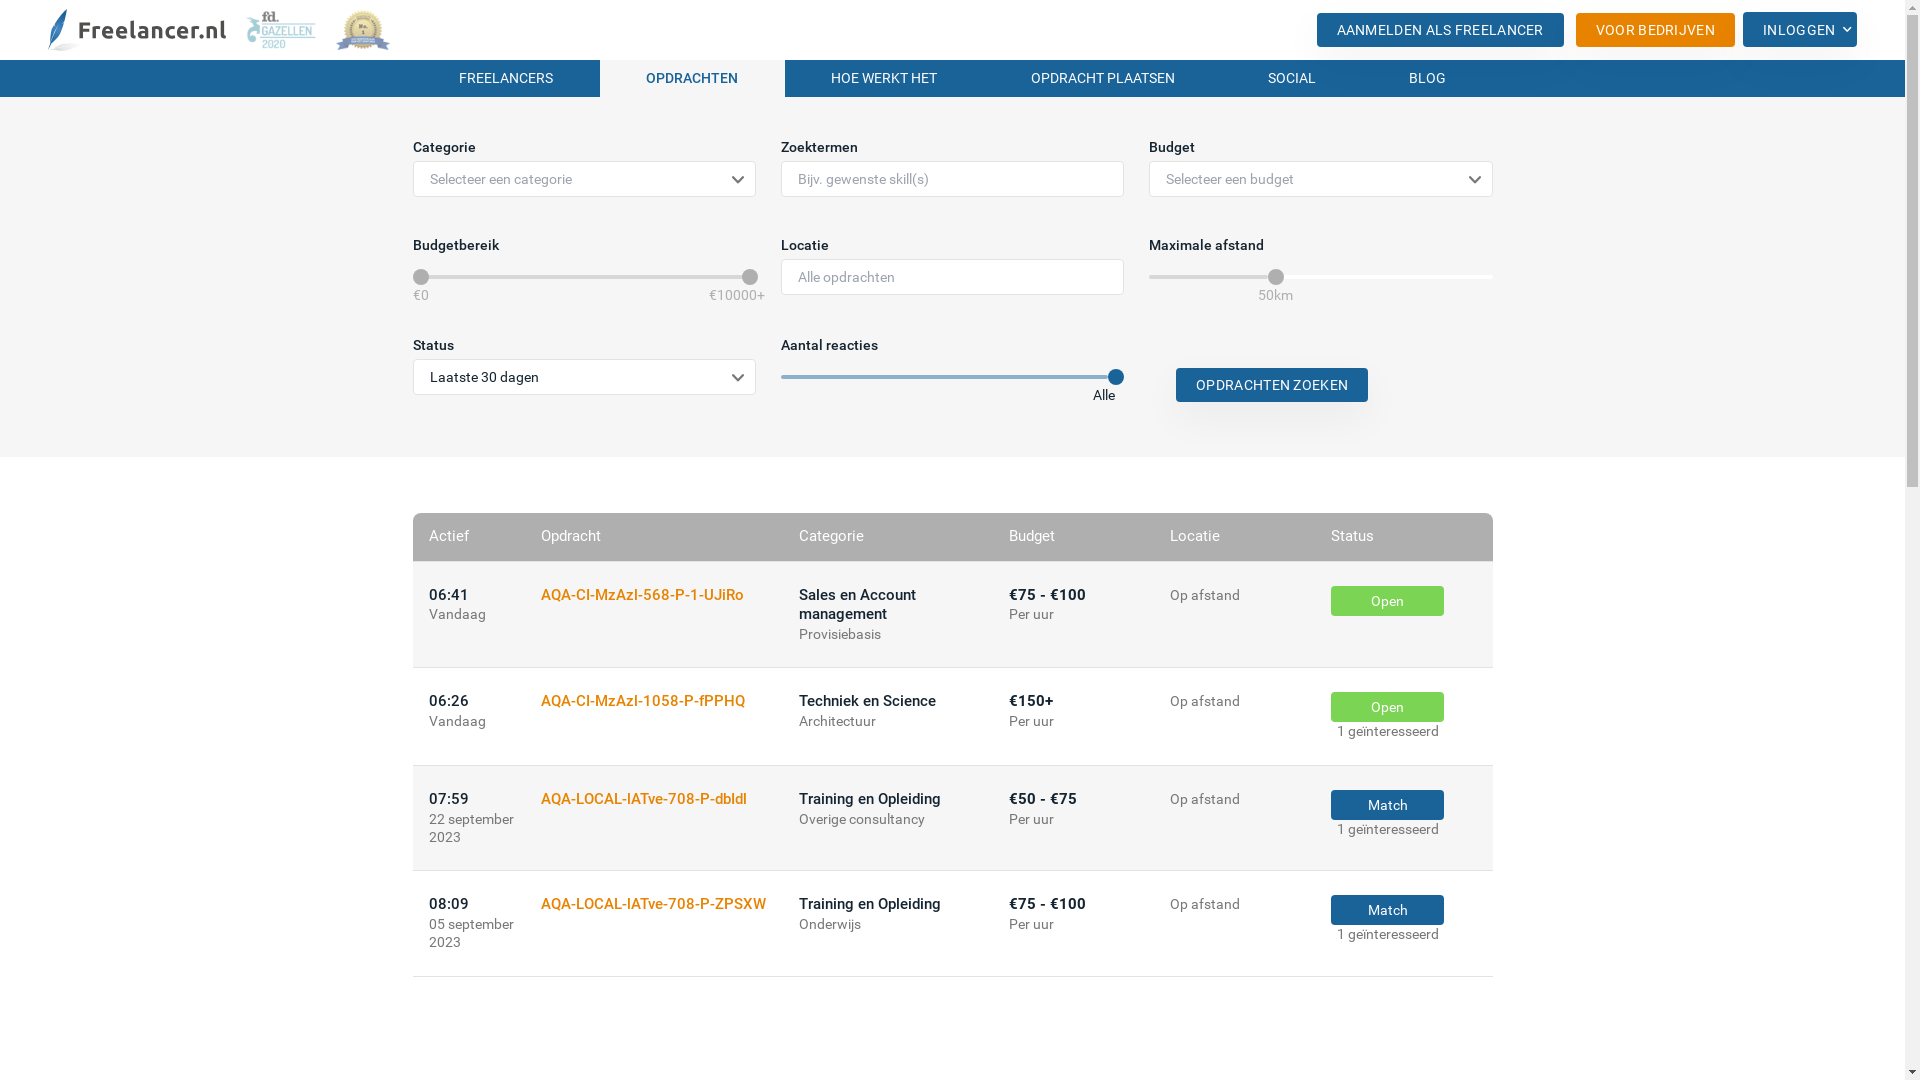 Freelancer.nl
fd.
GAZELLEN
2020
No.
1
AANMELDEN ALS FREELANCER
VOOR BEDRIJVEN
INLOGGEN
FREELANCERS
OPDRACHTEN
HOE WERKT HET
OPDRACHT PLAATSEN
SOCIAL
BLOG
Categorie
Zoektermen
Budget
Selecteer een categorie
Bijv. gewenste skill(s)
Selecteer een budget
Budgetbereik
Locatie
Maximale afstand
Alle opdrachten
€0
€10000+
50km
Status
Aantal reacties
Laatste 30 dagen
Alle
OPDRACHTEN ZOEKEN
Actief
Opdracht
Categorie
Budget
Locatie
Status
06:41
Vandaag
AQA-CI-MzAzI-568-P-1-UJiRo
Sales en Account
management
Provisiebasis
€75 - €100
Per uur
Op afstand
Open
06:26
Vandaag
AQA-CI-MzAzI-1058-P-fPPHQ
Techniek en Science
Architectuur
€150+
Per uur
Op afstand
Open
1 geïnteresseerd
07:59
22 september
2023
AQA-LOCAL-lATve-708-P-dbIdI
Training en Opleiding
Overige consultancy
€50 - €75
Per uur
Op afstand
Match
1 geïnteresseerd
08:09
05 september
2023
AQA-LOCAL-lATve-708-P-ZPSXW
Training en Opleiding
Onderwijs
€75 - €100
Per uur
Op afstand
Match
1 geïnteresseerd